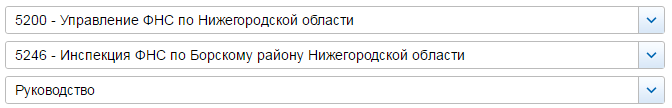 5200 - Управление ФНС по Нижегородской области
5246 - Инспекция ФНС по Борскому району Нижегородской области
Руководство